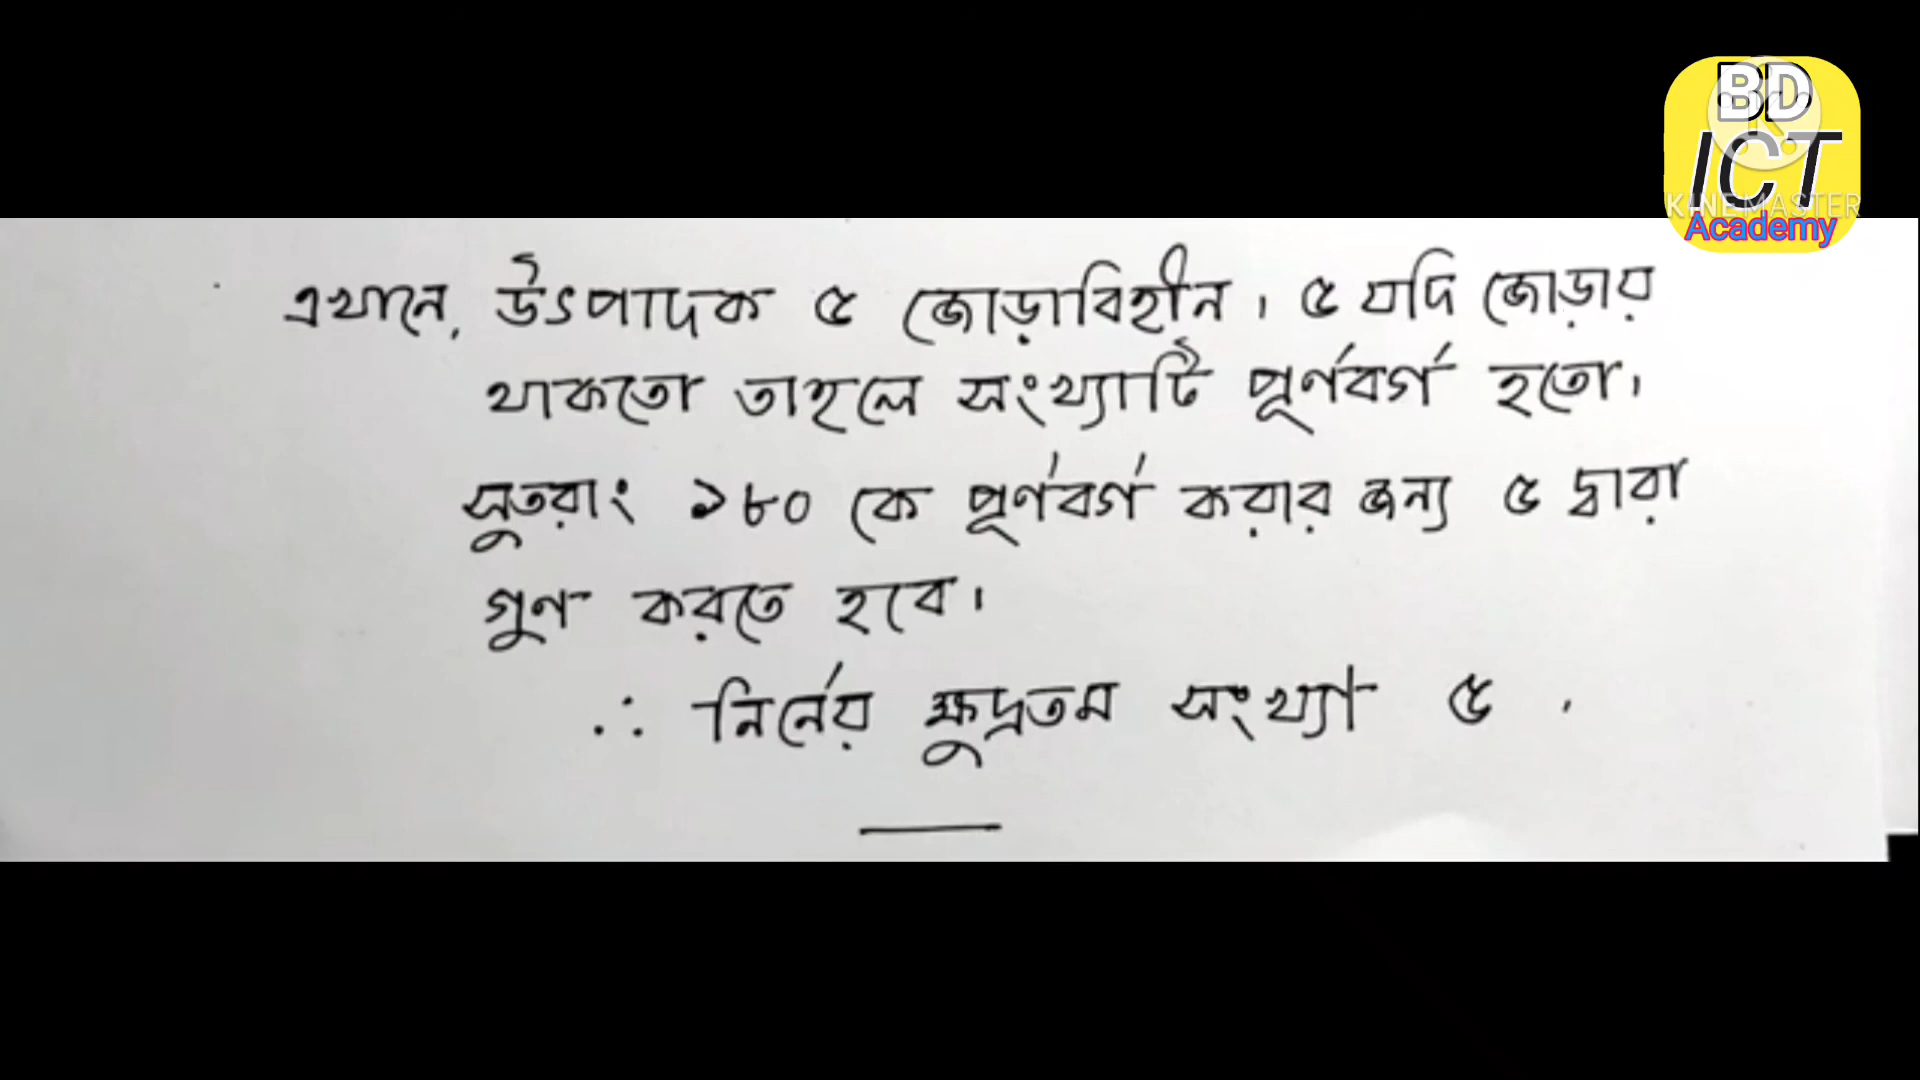 BD
ICT
KINEMASTER
Academy
এখানে, উৎপাদক ৫ জোড়াবিহীন। ৫ যদি জোড়ায়
থাকতো তাহলে সংখ্যাটি পূর্ণবর্গ হতো।
সুতরাং ১৮০ কে পূর্ণবর্গ করার জন্য ৫ দ্বারা
গুণ করতে হবে।
∴ নির্ণেয় ক্ষুদ্রতম সংখ্যা ৫.